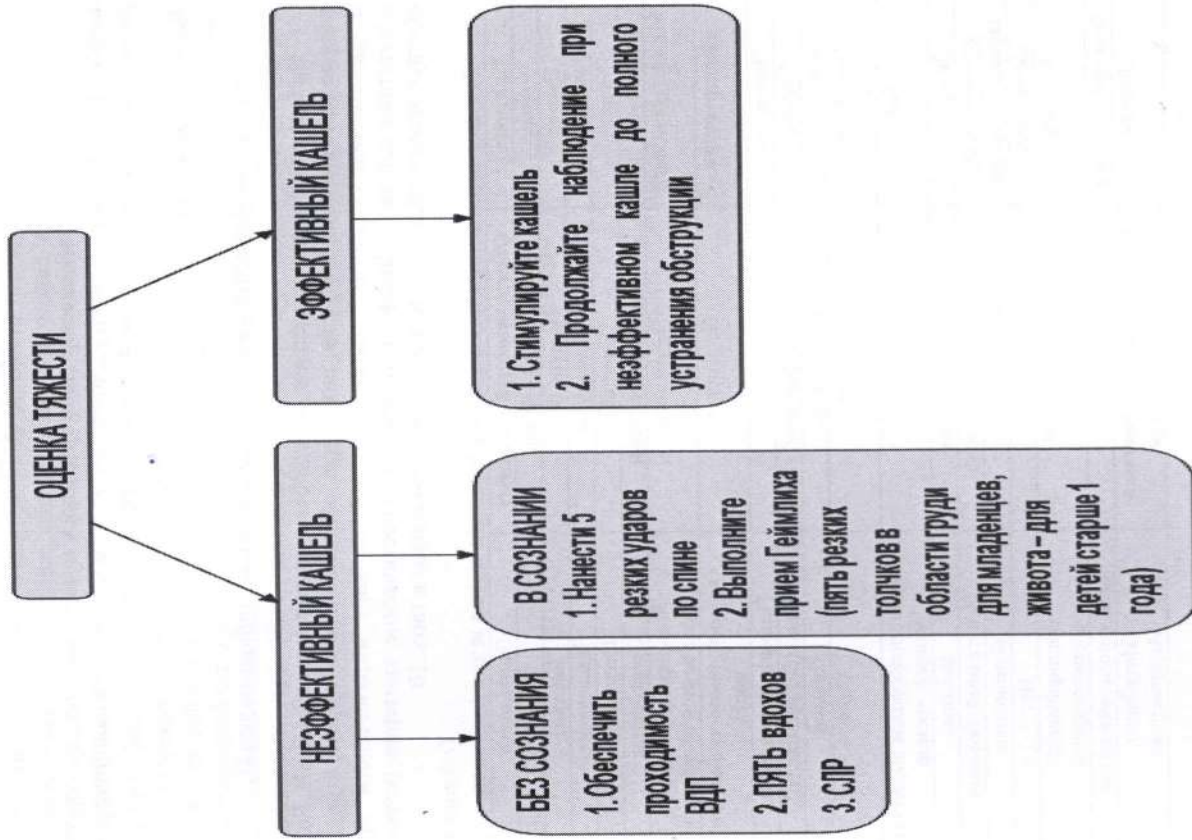 ОЦЕНКА ТЯЖЕСТИ
НЕЭФФЕКТИВНЫЙ КАШЕЛЬ
ЭФФЕКТИВНЫЙ КАШЕЛЬ
БЕЗ СОЗНАНИЯ
1. Обеспечить
проходимость
ВДП
2. ПЯТЬ вдохов
3. СЛР
В СОЗНАНИИ
1. Нанести 5
резких ударов
по спине
2. Выполните
прием Геймлиха
(пять резких
толчков в
области груди
для младенцев,
живота – для
детей старше 1
года)
1. Стимулируйте кашель
2. Продолжайте наблюдение при
неэффективном кашле до полного
устранения обструкции